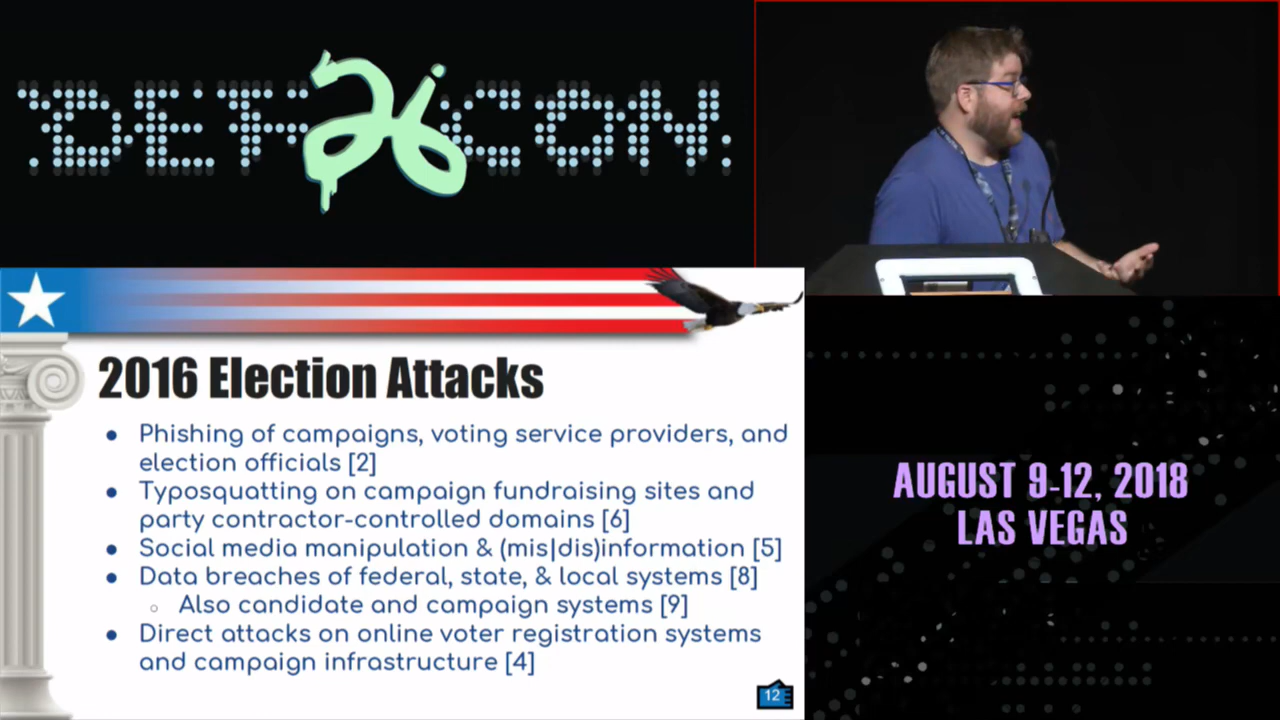 DEF CON
26
2016 Election Attacks
● Phishing of campaigns, voting service providers, and
election officials [2]
● Typosquatting on campaign fundraising sites and
party contractor-controlled domains [6]
● Social media manipulation & (mis|dis)information [5]
● Data breaches of federal, state, & local systems [8]
○ Also candidate and campaign systems [9]
● Direct attacks on online voter registration systems
and campaign infrastructure [4]
12
AUGUST 9-12, 2018
LAS VEGAS